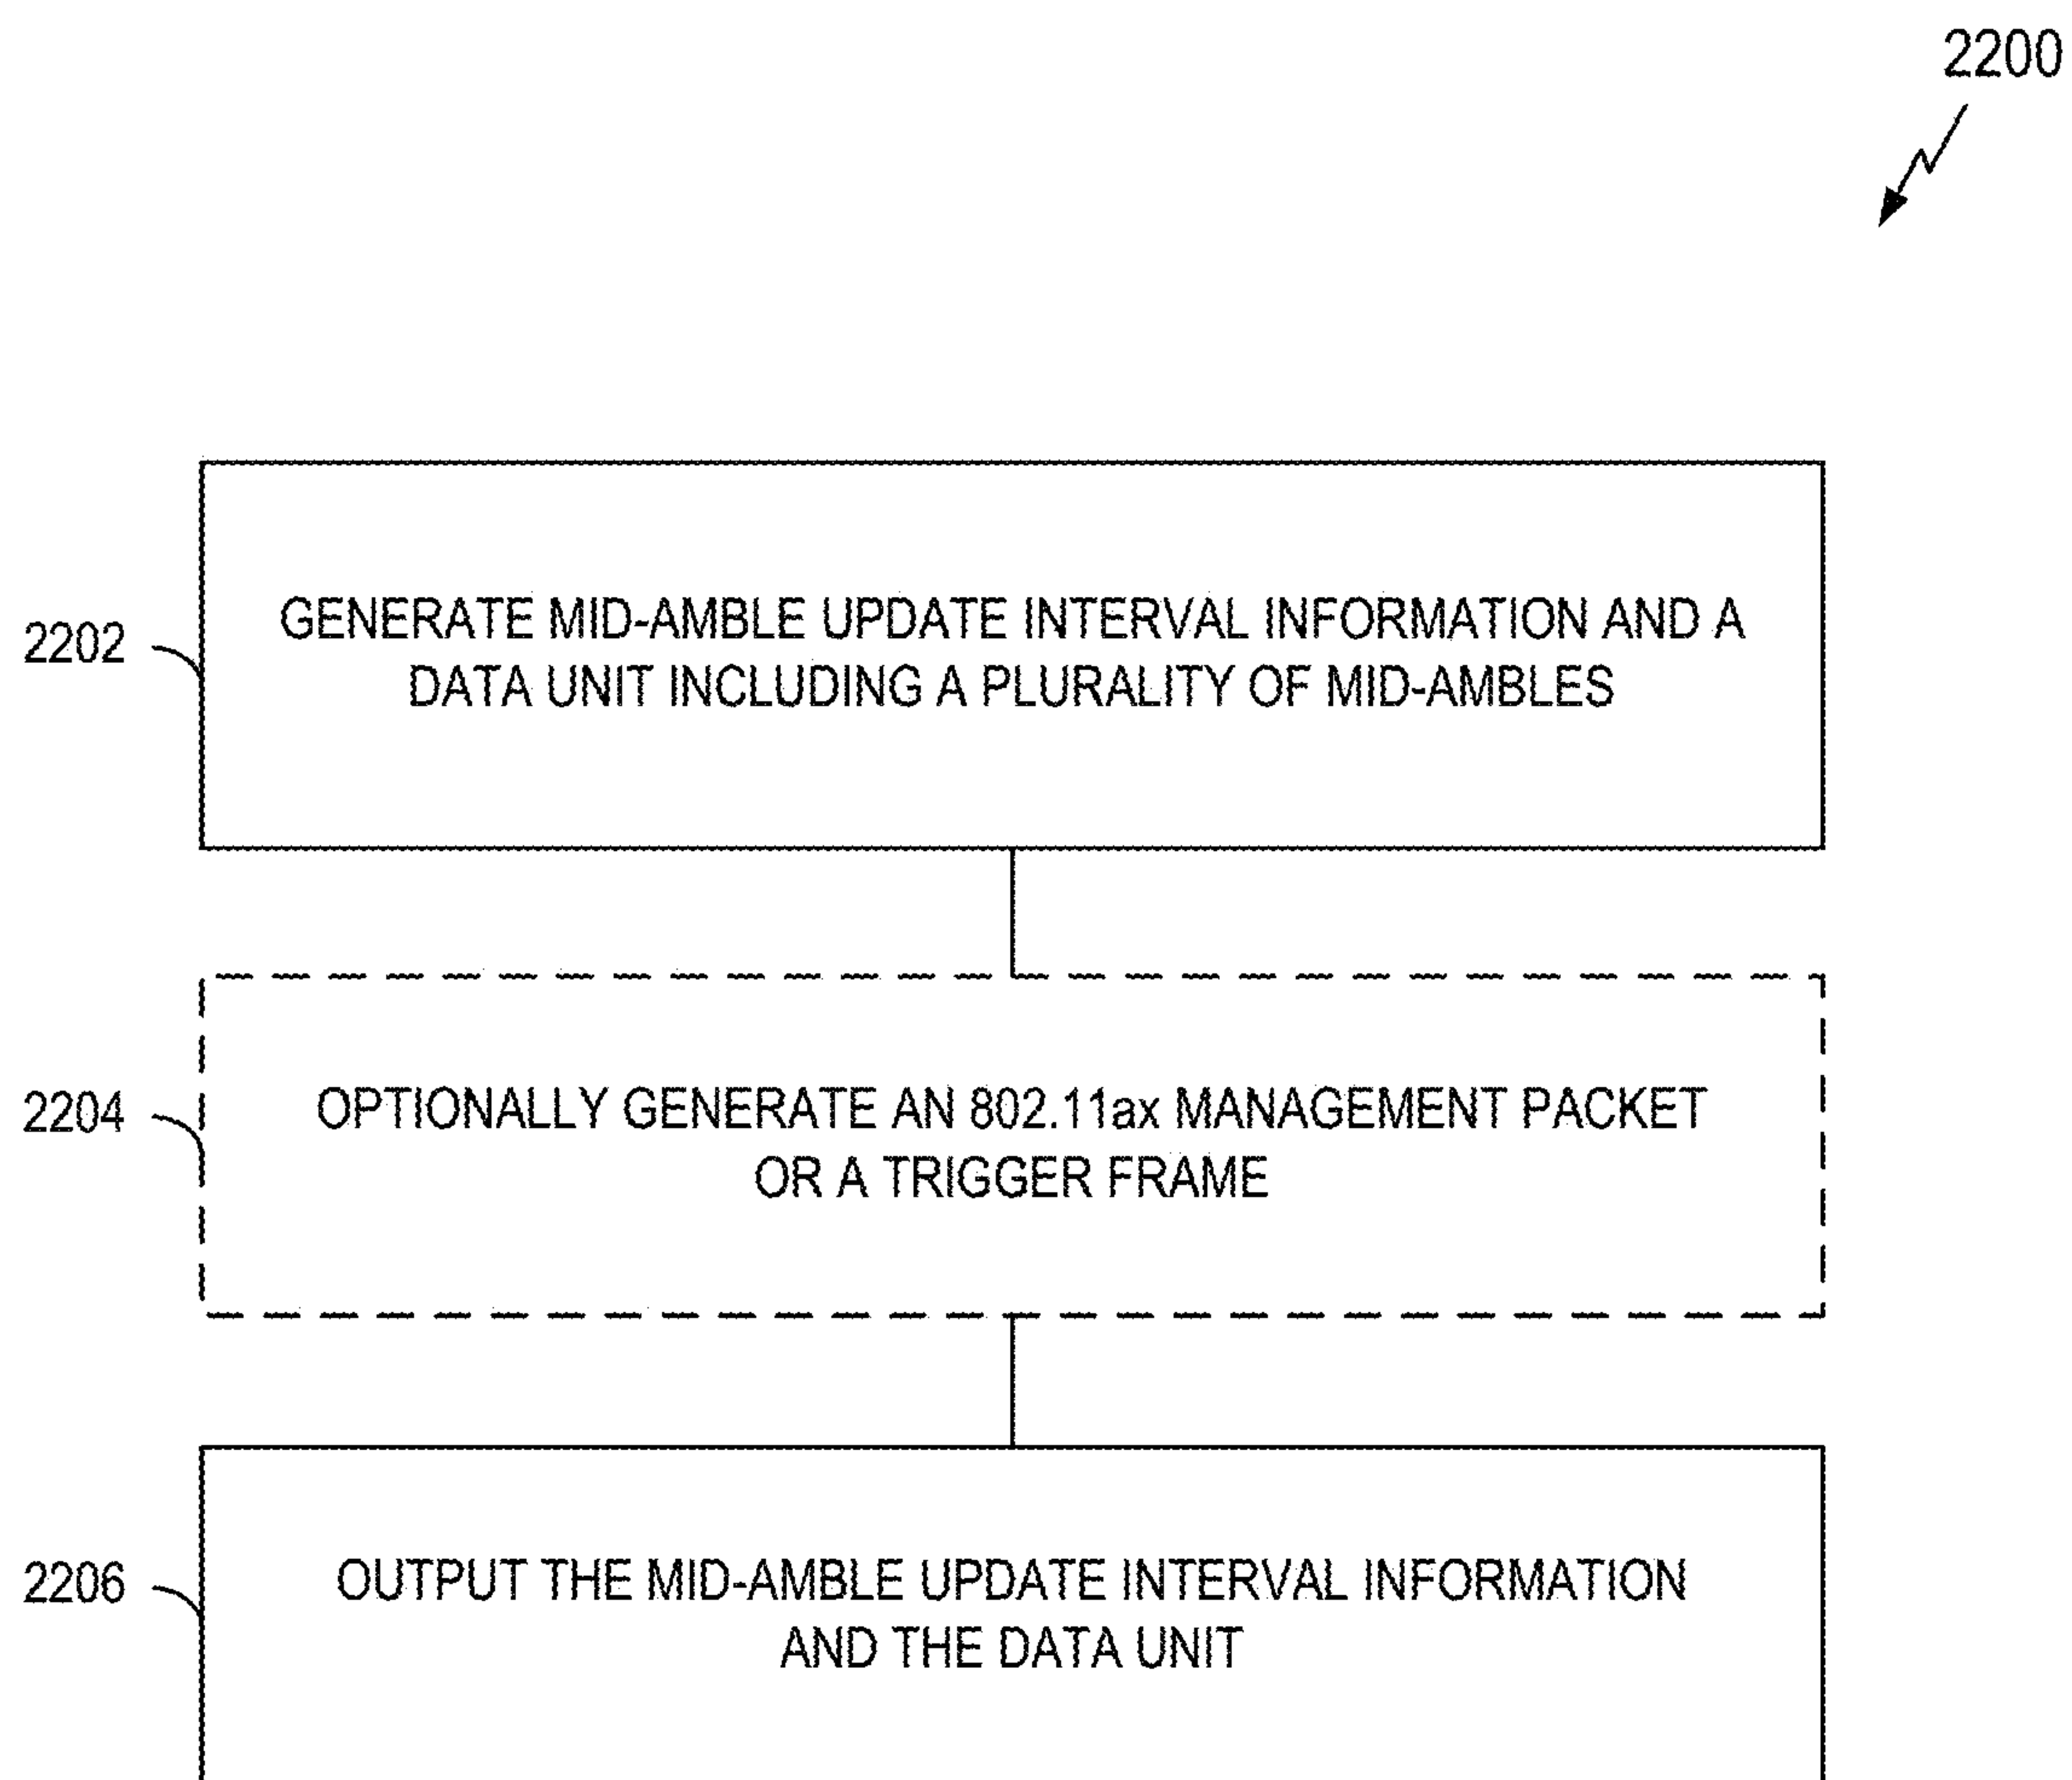 2200
2202
GENERATE MID-AMBLE UPDATE INTERVAL INFORMATION AND A
DATA UNIT INCLUDING A PLURALITY OF MID-AMBLES
2204
OPTIONALLY GENERATE AN 802.11ax MANAGEMENT PACKET
OR A TRIGGER FRAME
2206
OUTPUT THE MID-AMBLE UPDATE INTERVAL INFORMATION
AND THE DATA UNIT